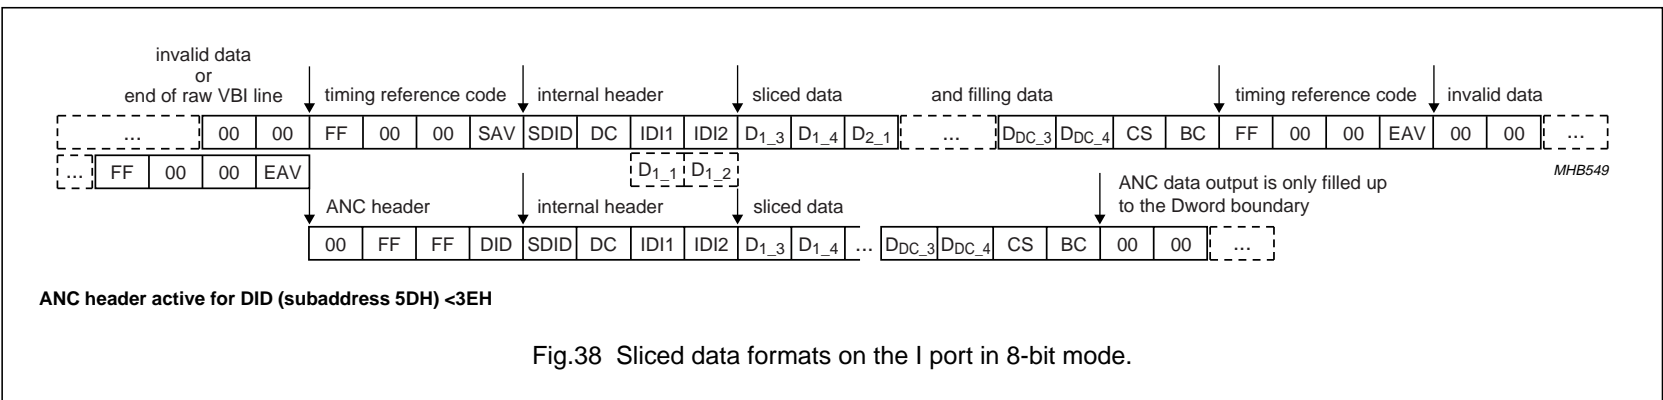 invalid data
or
end of raw VBI line
timing reference code
internal header
sliced data
and filling data
timing reference code
invalid data
... 00 00 FF 00 00 SAV SDID DC IDI1 IDI2 D1_3 D1_4 D2_1 ... DDC_3 DDC_4 CS BC FF 00 00 EAV 00 00 ...
... FF 00 00 EAV
D1_1 D1_2
MHB549
ANC header
internal header
sliced data
ANC data output is only filled up
to the Dword boundary
00 FF FF DID SDID DC IDI1 IDI2 D1_3 D1_4 ... DDC_3 DDC_4 CS BC 00 00 ...
ANC header active for DID (subaddress 5DH) <3EH
Fig.38 Sliced data formats on the I port in 8-bit mode.